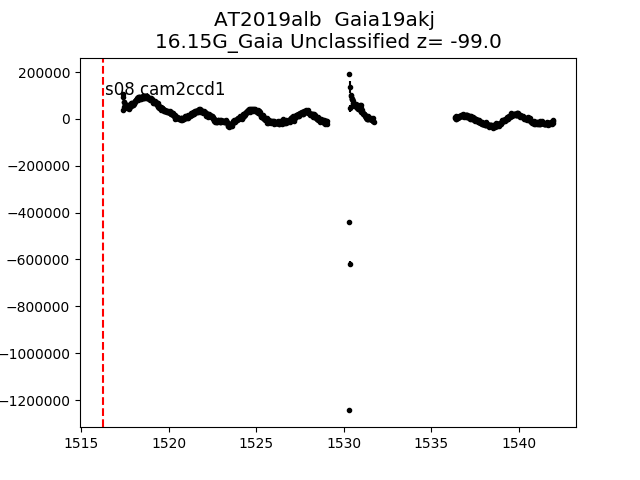 AT2019alb  Gaia19akj
16.15G_Gaia Unclassified z= -99.0
s08 cam2ccd1
200000
0
−200000
−400000
−600000
−800000
−1000000
−1200000
1515 1520 1525 1530 1535 1540